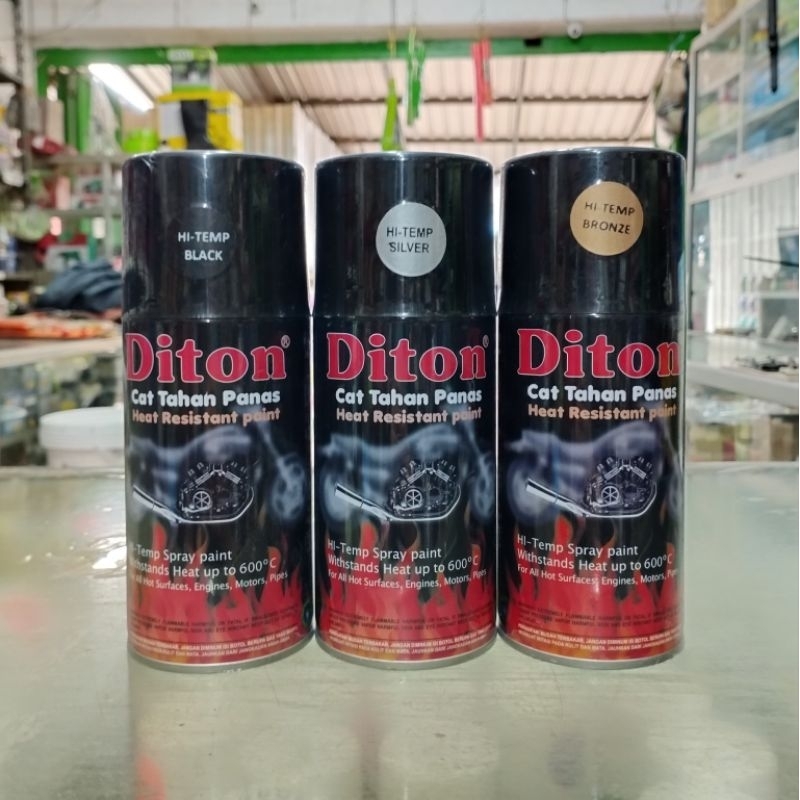 HI-TEMP
BLACK
Diton®
Cat Tahan Panas
Heat Resistant paint
HI-Temp Spray paint
Withstands Heat up to 600°C
For All Hot Surfaces, Engines, Motors, Pipes
HI-TEMP
SILVER
Diton®
Cat Tahan Panas
Heat Resistant paint
HI-Temp Spray paint
Withstands Heat up to 600°C
For All Hot Surfaces, Engines, Motors, Pipes
HI-TEMP
BRONZE
Diton
Cat Tahan Panas
Heat Resistant paint
HI-Temp Spray paint
Withstands Heat up to 600°C
For All Hot Surfaces, Engines, Motors, Pipes